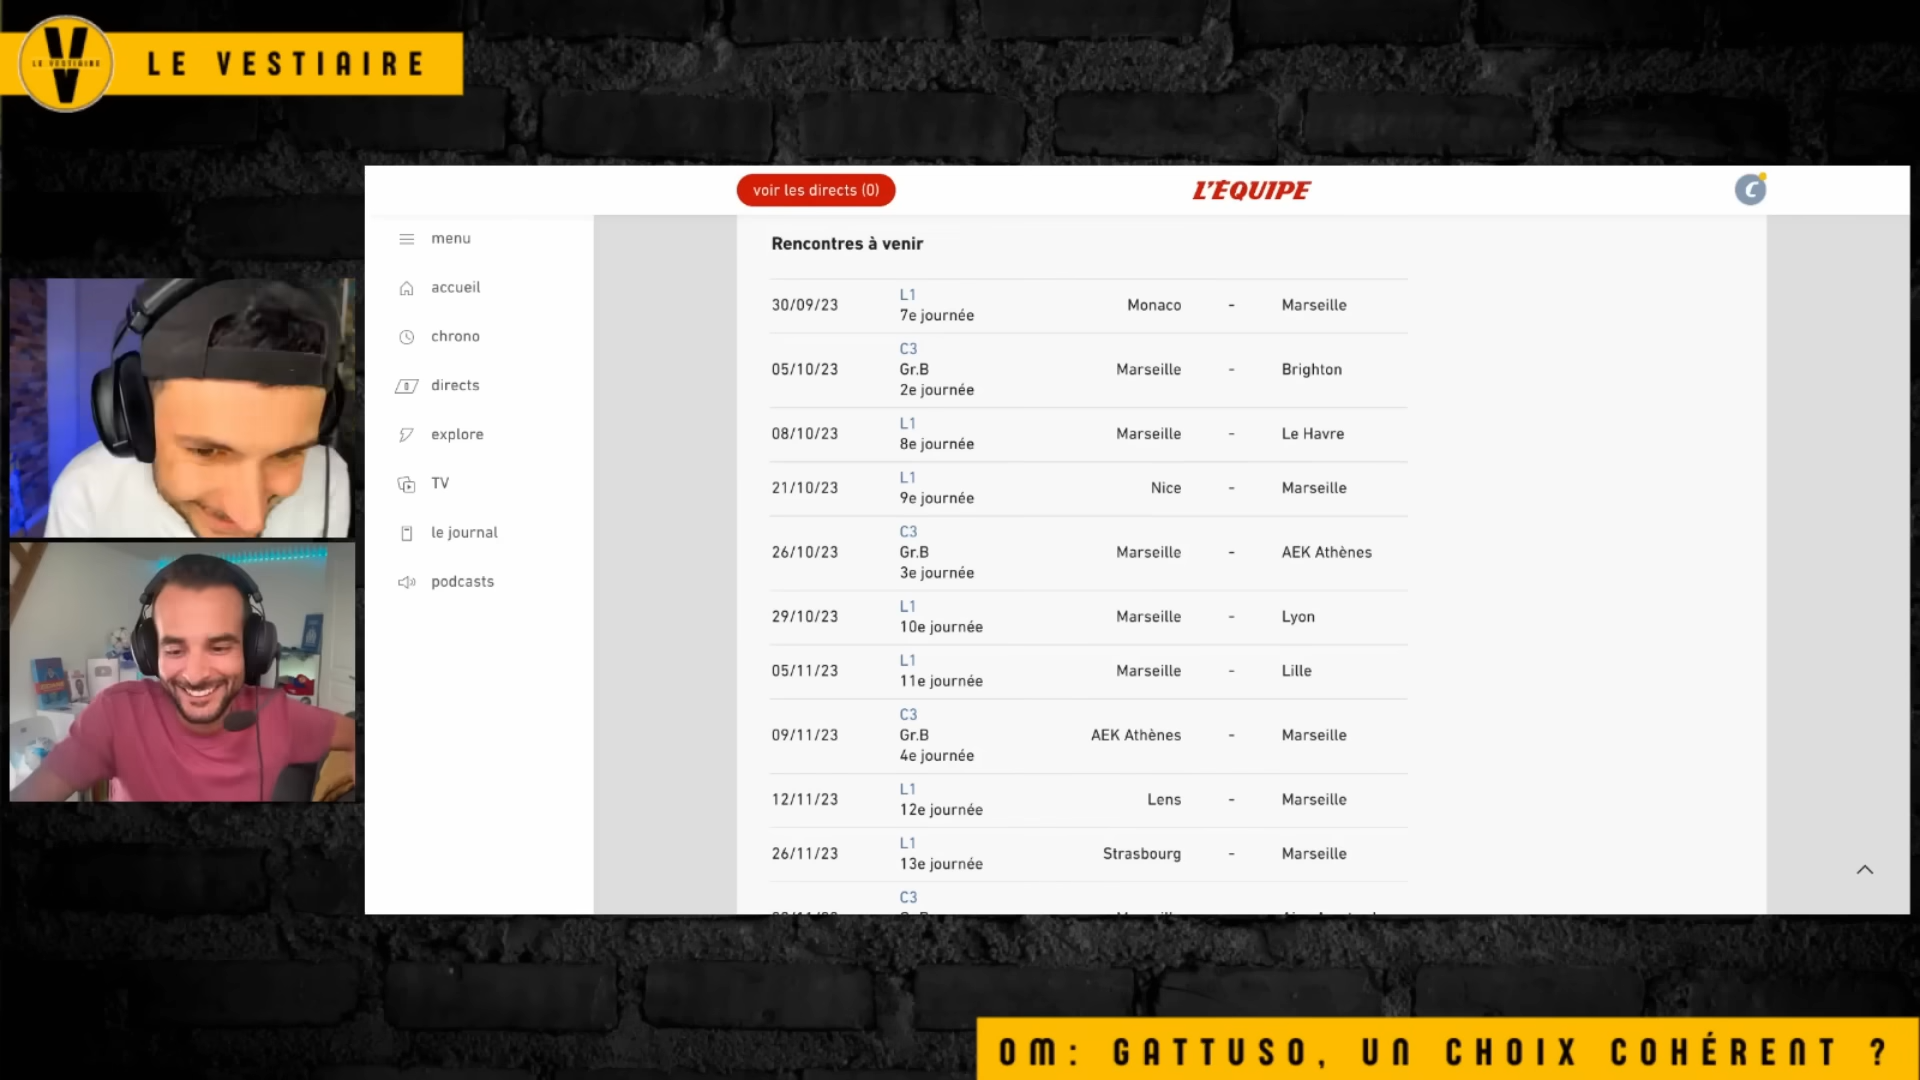 LE VESTIAIRE
LE VESTIAIRE
voir les directs (0)
L'ÉQUIPE
C
menu
accueil
chrono
0
directs
explore
TV
le journal
podcasts
Rencontres à venir
30/09/23 L1 7e journée Monaco - Marseille
05/10/23 C3 Gr.B 2e journée Marseille - Brighton
08/10/23 L1 8e journée Marseille - Le Havre
21/10/23 L1 9e journée Nice - Marseille
26/10/23 C3 Gr.B 3e journée Marseille - AEK Athènes
29/10/23 L1 10e journée Marseille - Lyon
05/11/23 L1 11e journée Marseille - Lille
09/11/23 C3 Gr.B 4e journée AEK Athènes - Marseille
12/11/23 L1 12e journée Lens - Marseille
26/11/23 L1 13e journée Strasbourg - Marseille
C3
OM: GATTUSO, UN CHOIX COHÉRENT ?